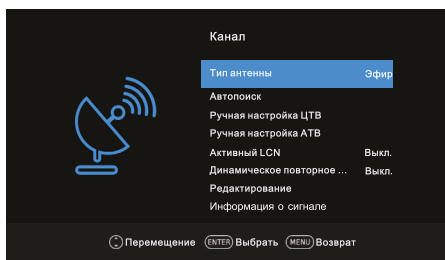 Канал
Тип антенны Эфир
Автопоиск
Ручная настройка ЦТВ
Ручная настройка АТВ
Активный LCN Выкл.
Динамическое повторное ... Выкл.
Редактирование
Информация о сигнале
Перемещение ENTER Выбрать MENU Возврат